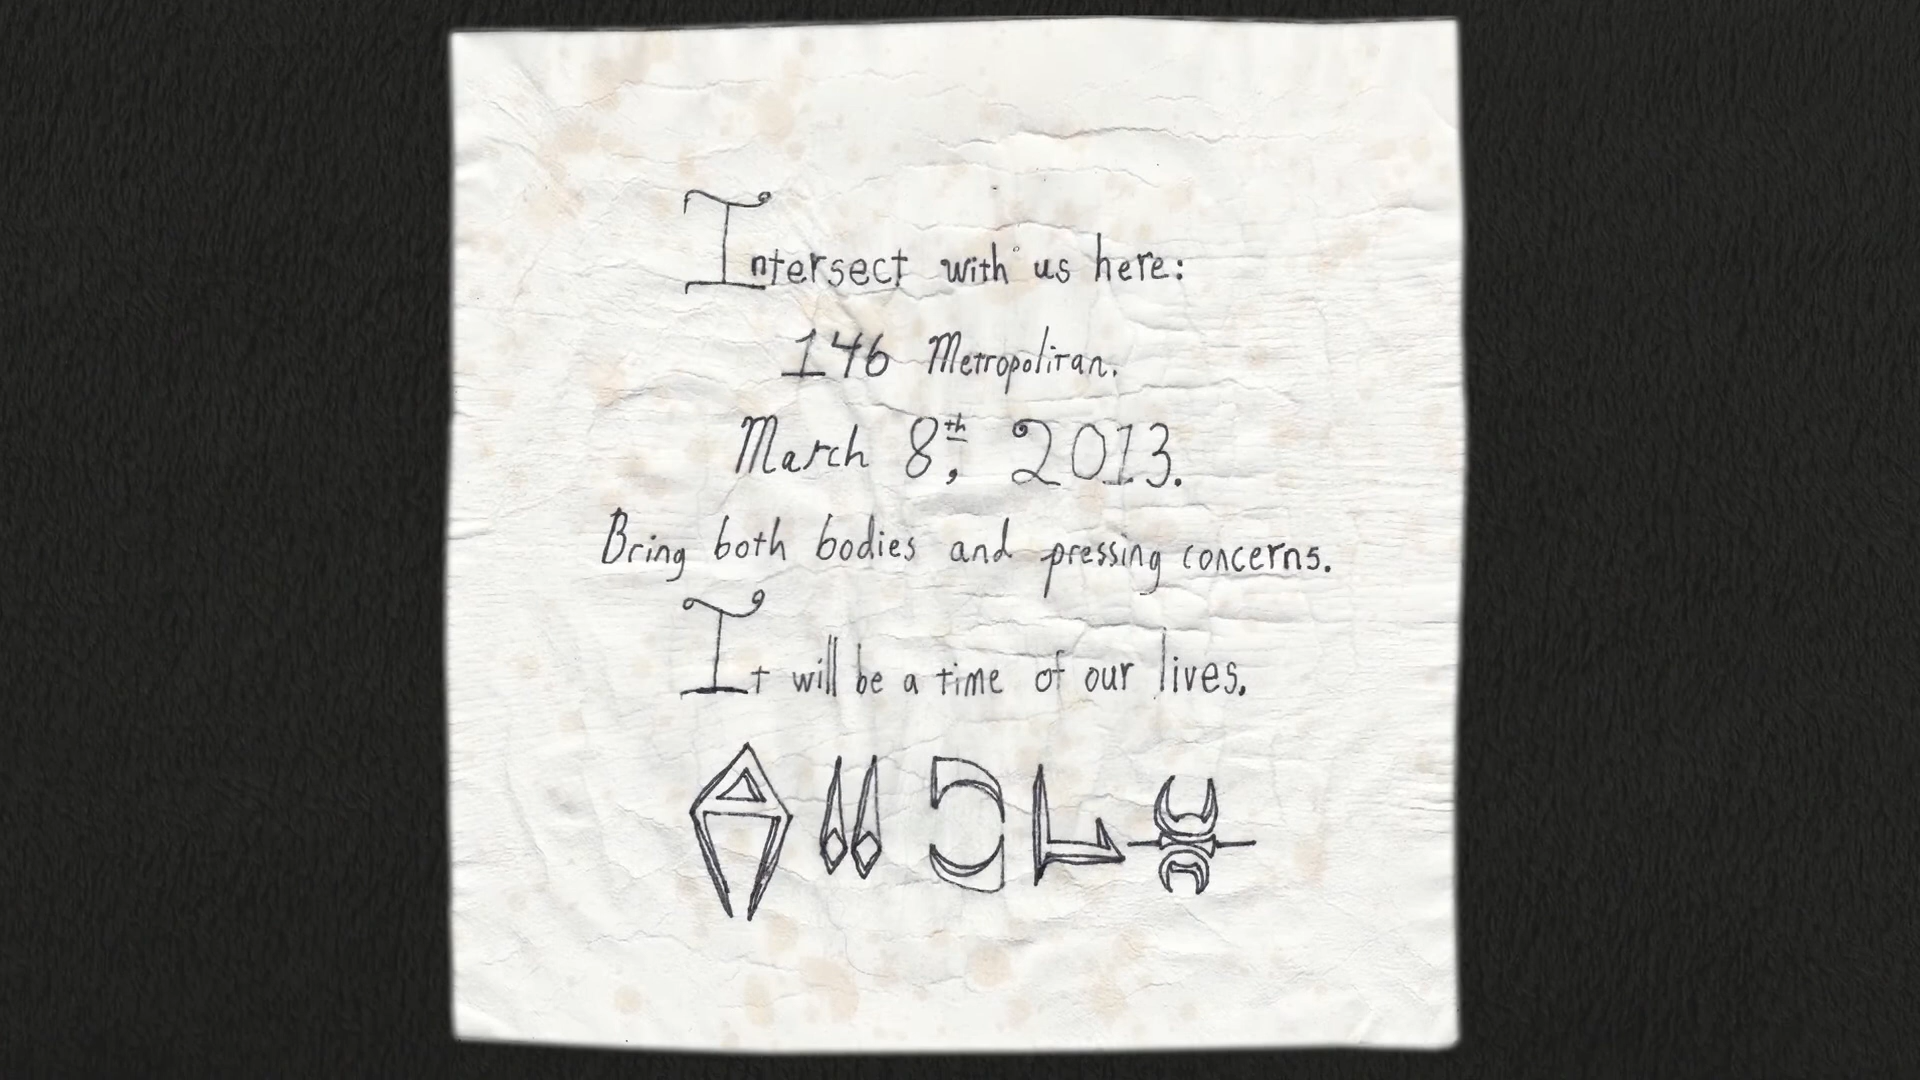 Intersect with us here:
146 Metropolitan.
March 8th, 2013.
Bring both bodies and pressing concerns.
It will be a time of our lives.